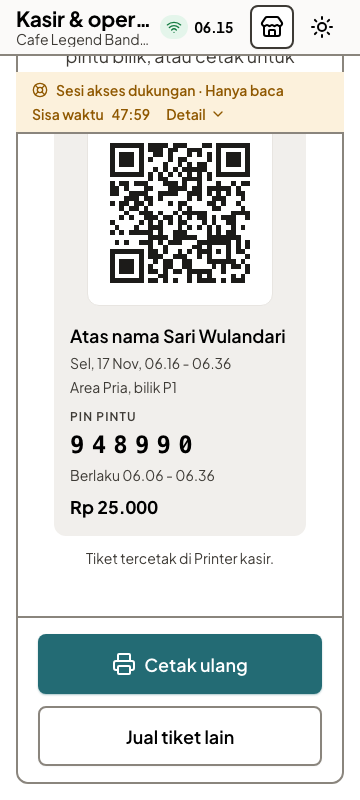 Kasir & oper...
Cafe Legend Band...
06.15
pintu bilik, atau cetak untuk
Sesi akses dukungan · Hanya baca
Sisa waktu 47:59 Detail
Atas nama Sari Wulandari
Sel, 17 Nov, 06.16 - 06.36
Area Pria, bilik P1
PIN PINTU
948990
Berlaku 06.06 - 06.36
Rp 25.000
Tiket tercetak di Printer kasir.
Cetak ulang
Jual tiket lain